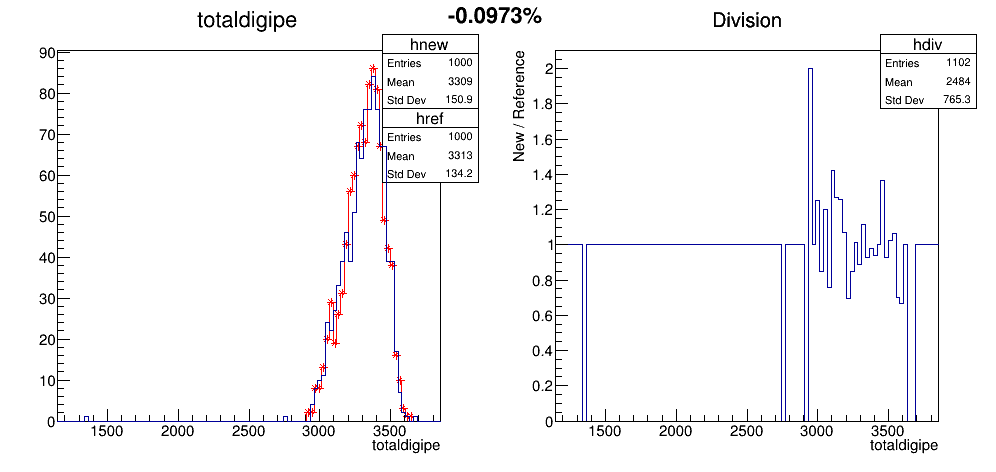 -0.0973%
totaldigipe
hnew
Entries 1000
Mean 3309
Std Dev 150.9
href
Entries 1000
Mean 3313
Std Dev 134.2
90
80
70
60
50
40
30
20
10
0
1500 2000 2500 3000 3500
totaldigipe
Division
hdiv
Entries 1102
Mean 2484
Std Dev 765.3
New / Reference
2
1.8
1.6
1.4
1.2
1
0.8
0.6
0.4
0.2
0
1500 2000 2500 3000 3500
totaldigipe